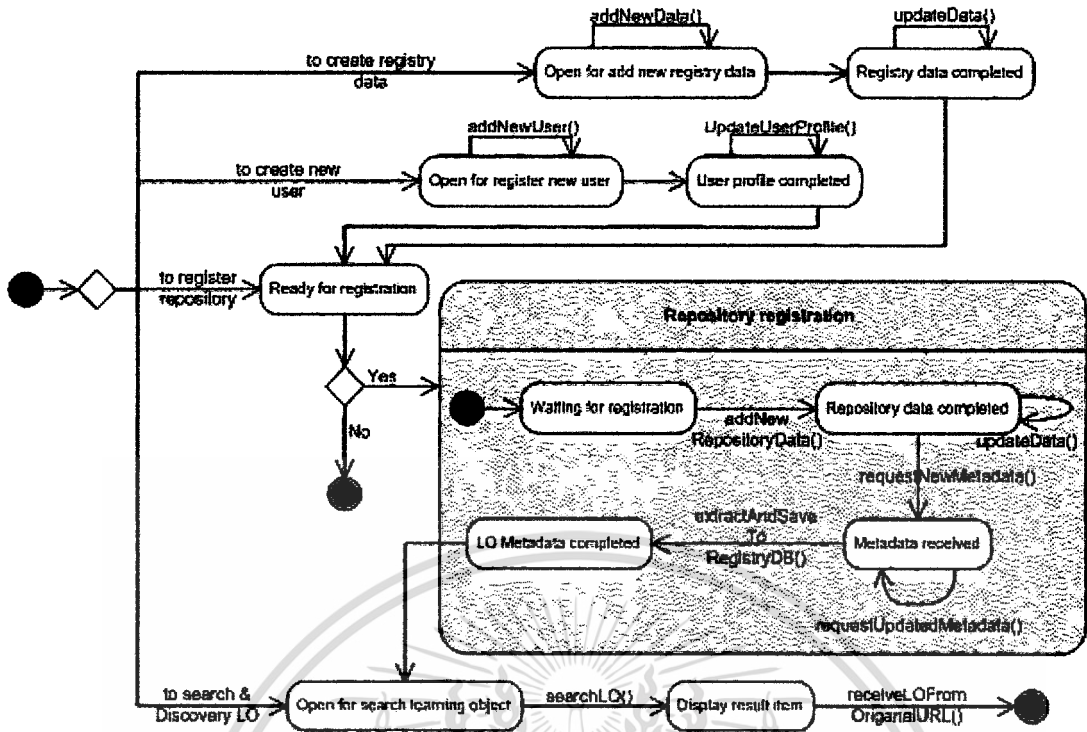 addNewData()
updateData()
to create registry
data
Open for add new registry data
Registry data completed
addNewUser()
UpdateUserProfile()
to create new
user
Open for register new user
User profile completed
to register
repository
Ready for registration
Repository registration
Yes
No
Waiting for registration
addNew
RepositoryData()
Repository data completed
updateData()
requestNewMetadata()
extractAndSave
To
RegistryDB()
LO Metadata completed
Metadata received
requestUpdatedMetadata()
to search &
Discovery LO
Open for search learning object
searchLO()
Display result item
receiveLOFrom
OriganalURL()